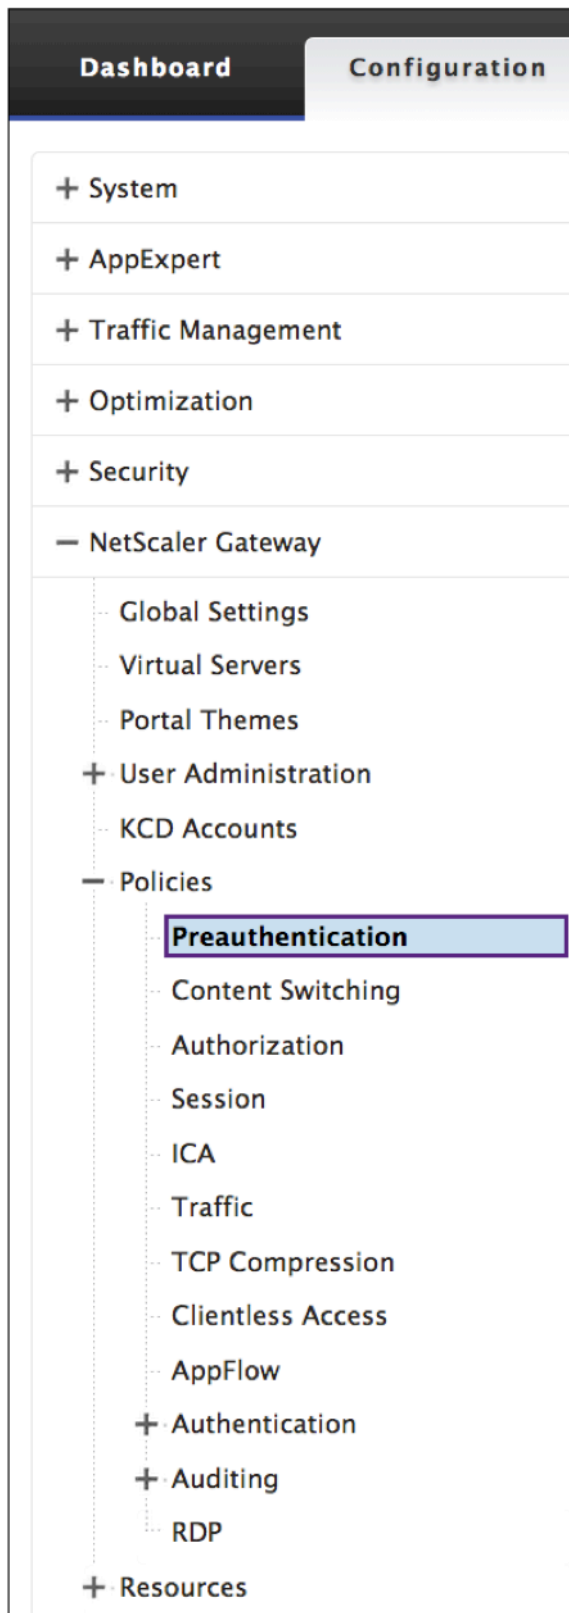 Dashboard Configuration
System
AppExpert
Traffic Management
Optimization
Security
NetScaler Gateway
Global Settings
Virtual Servers
Portal Themes
User Administration
KCD Accounts
Policies
Preauthentication
Content Switching
Authorization
Session
ICA
Traffic
TCP Compression
Clientless Access
AppFlow
Authentication
Auditing
RDP
Resources